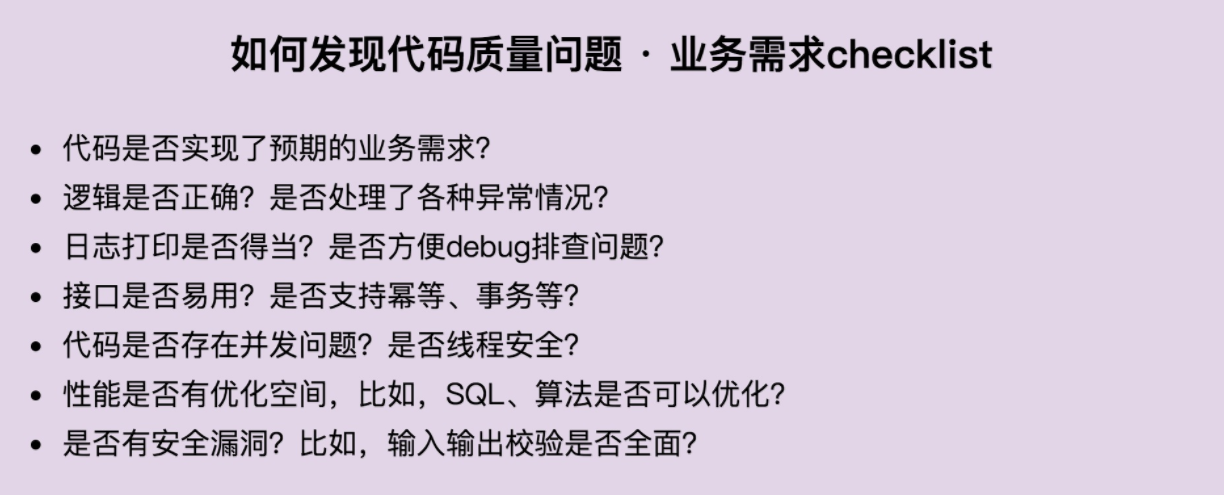 如何发现代码质量问题 · 业务需求checklist
• 代码是否实现了预期的业务需求？
• 逻辑是否正确？是否处理了各种异常情况？
• 日志打印是否得当？是否方便debug排查问题？
• 接口是否易用？是否支持幂等、事务等？
• 代码是否存在并发问题？是否线程安全？
• 性能是否有优化空间，比如，SQL、算法是否可以优化？
• 是否有安全漏洞？比如，输入输出校验是否全面？